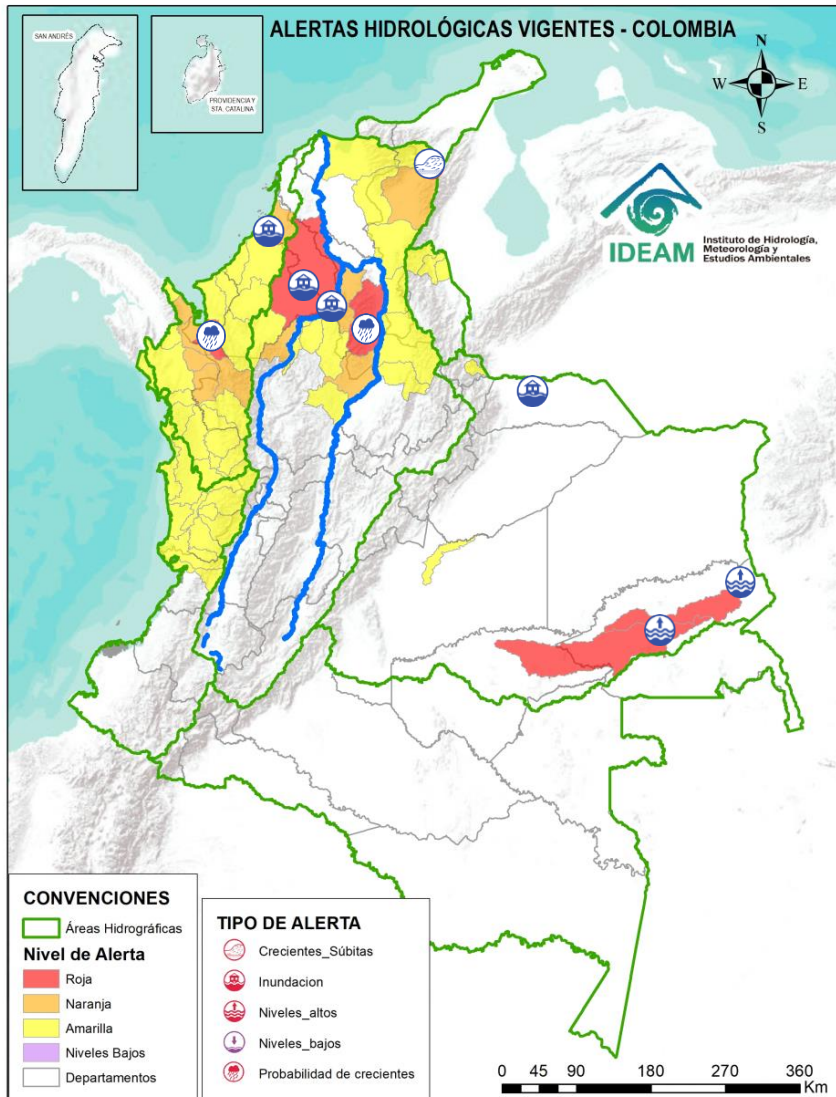 ALERTAS HIDROLÓGICAS VIGENTES - COLOMBIA
SAN ANDRÉS
PROVIDENCIA Y
STA. CATALINA
N
W
E
S
IDEAM
Instituto de Hidrología,
Meteorología y
Estudios Ambientales
CONVENCIONES
Áreas Hidrográficas
Nivel de Alerta
Roja
Naranja
Amarilla
Niveles Bajos
Departamentos
TIPO DE ALERTA
Crecientes_Súbitas
Inundacion
Niveles_altos
Niveles_bajos
Probabilidad de crecientes
0 45 90 180 270 360
Km